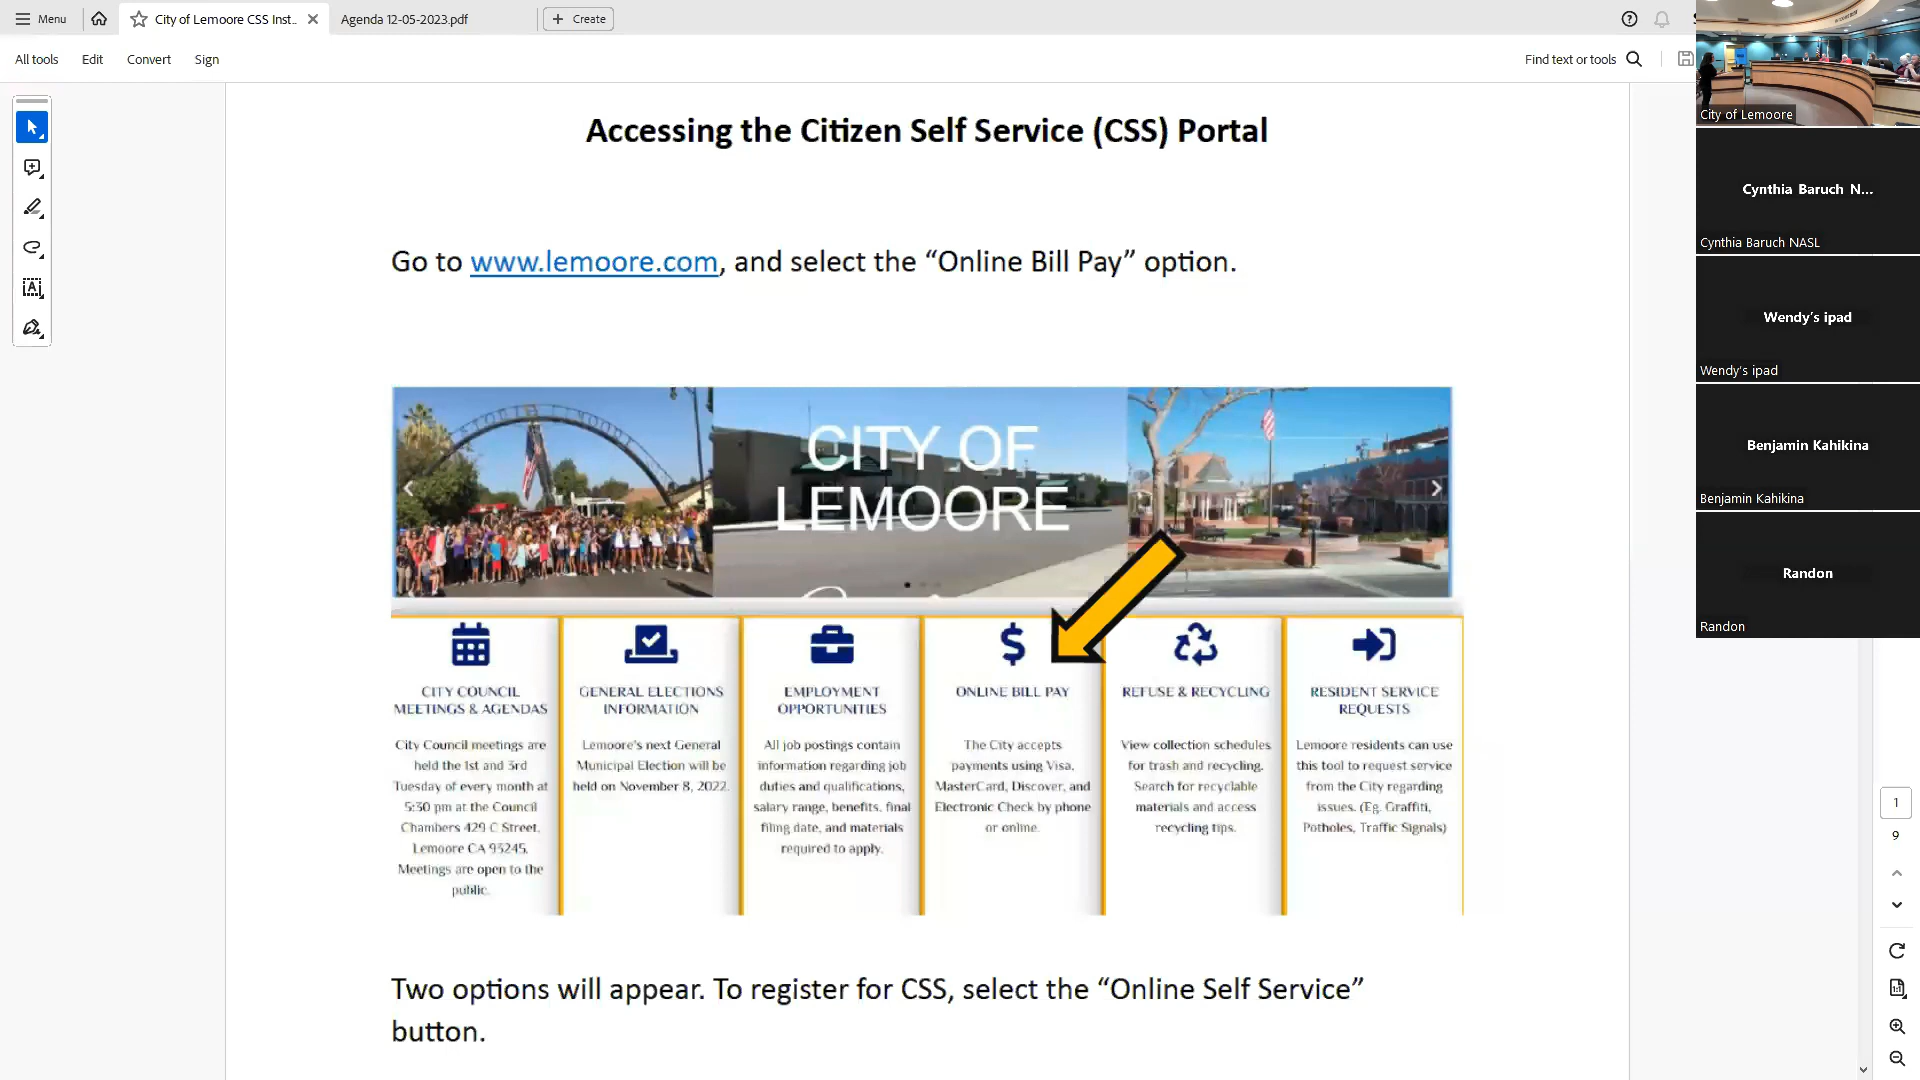 Menu
City of Lemoore CSS Inst..
Agenda 12-05-2023.pdf
Create
All tools
Edit
Convert
Sign
Find text or tools
Accessing the Citizen Self Service (CSS) Portal
Go to www.lemoore.com, and select the “Online Bill Pay” option.
CITY OF
LEMOORE
CITY COUNCIL
MEETINGS & AGENDAS
City Council meetings are
held the 1st and 3rd
Tuesday of every month at
5:30 pm at the Council
Chambers 429 C Street,
Lemoore CA 93245.
Meetings are open to the
public.
GENERAL ELECTIONS
INFORMATION
Lemoore's next General
Municipal Election will be
held on November 8, 2022.
EMPLOYMENT
OPPORTUNITIES
All job postings contain
information regarding job
duties and qualifications,
salary range, benefits, final
filing date, and materials
required to apply.
ONLINE BILL PAY
The City accepts
payments using Visa,
MasterCard, Discover, and
Electronic Check by phone
or online.
REFUSE & RECYCLING
View collection schedules
for trash and recycling.
Search for recyclable
materials and access
recycling tips.
RESIDENT SERVICE
REQUESTS
Lemoore residents can use
this tool to request service
from the City regarding
issues. (Eg. Graffiti,
Potholes, Traffic Signals)
Two options will appear. To register for CSS, select the “Online Self Service”
button.
City of Lemoore
Cynthia Baruch N...
Cynthia Baruch NASL
Wendy's ipad
Wendy's ipad
Benjamin Kahikina
Benjamin Kahikina
Randon
Randon
1
9